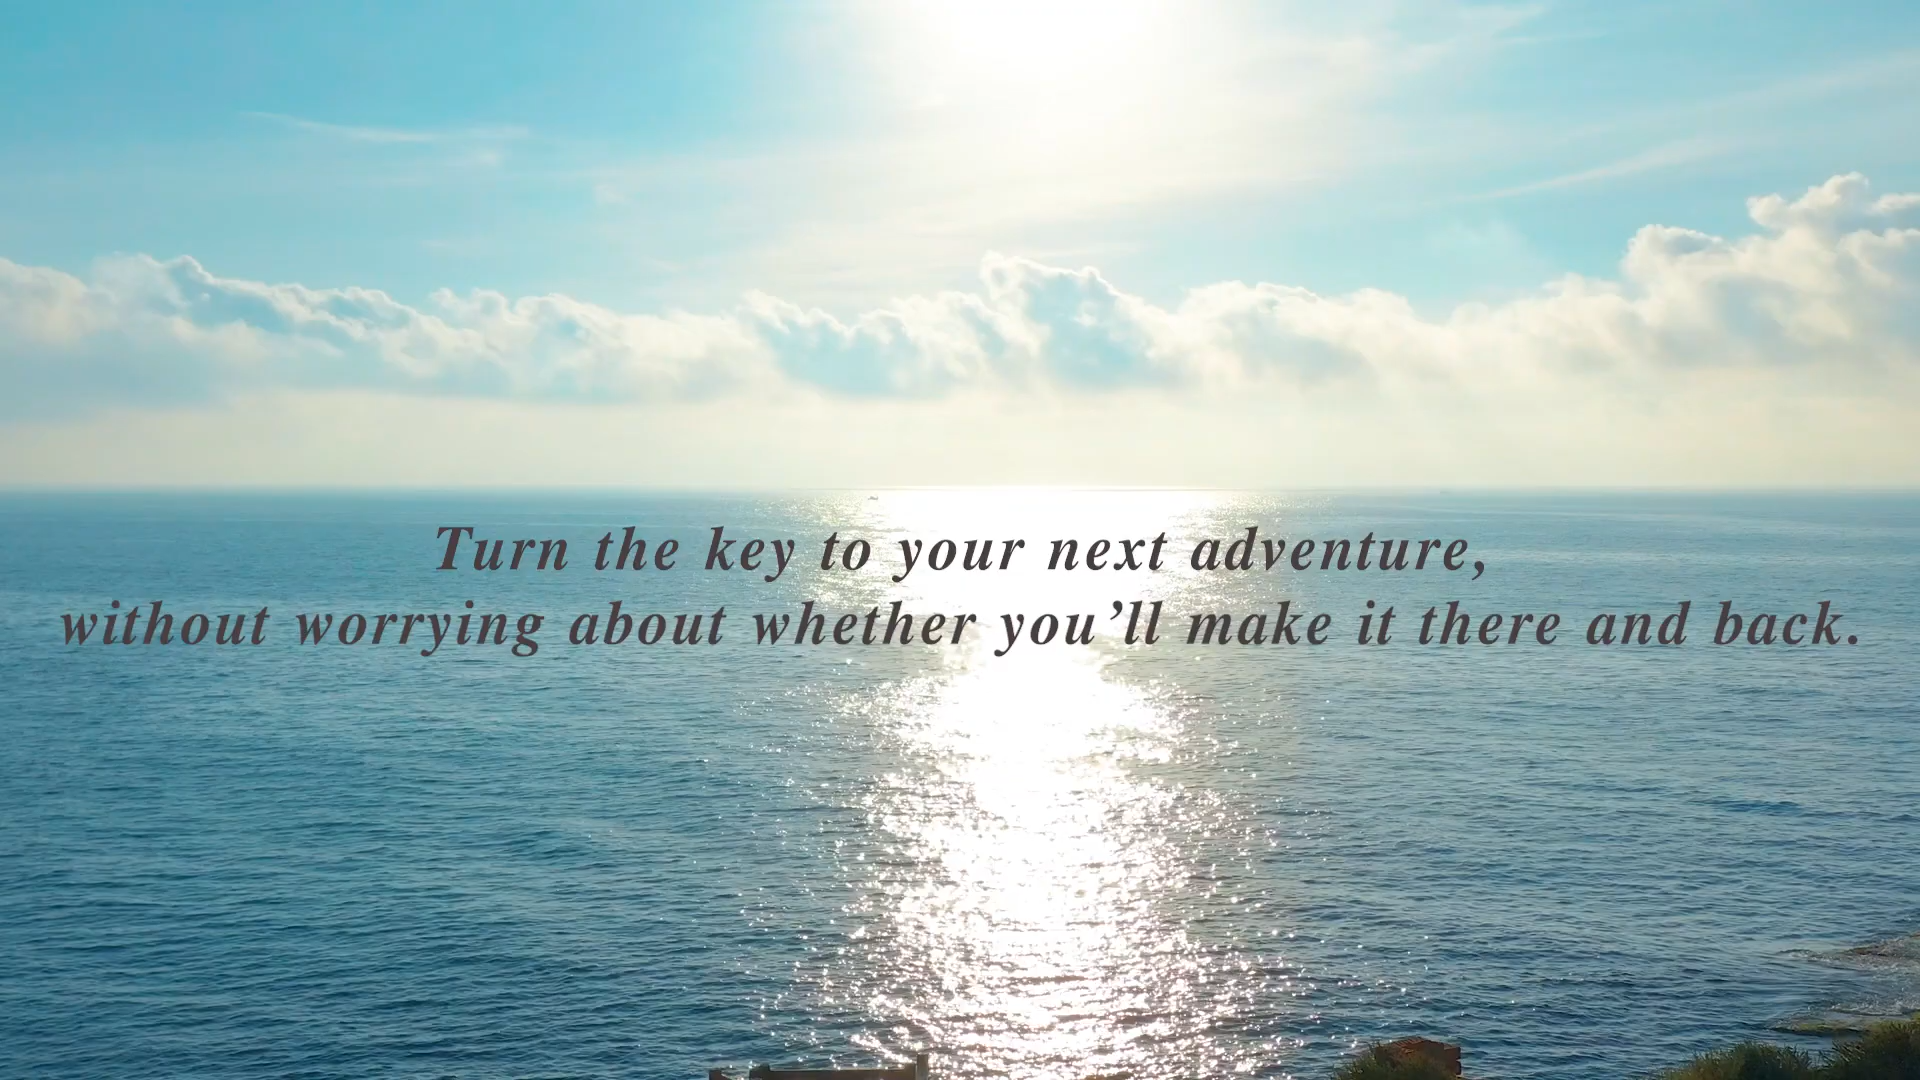 Turn the key to your next adventure,
without worrying about whether you’ll make it there and back.